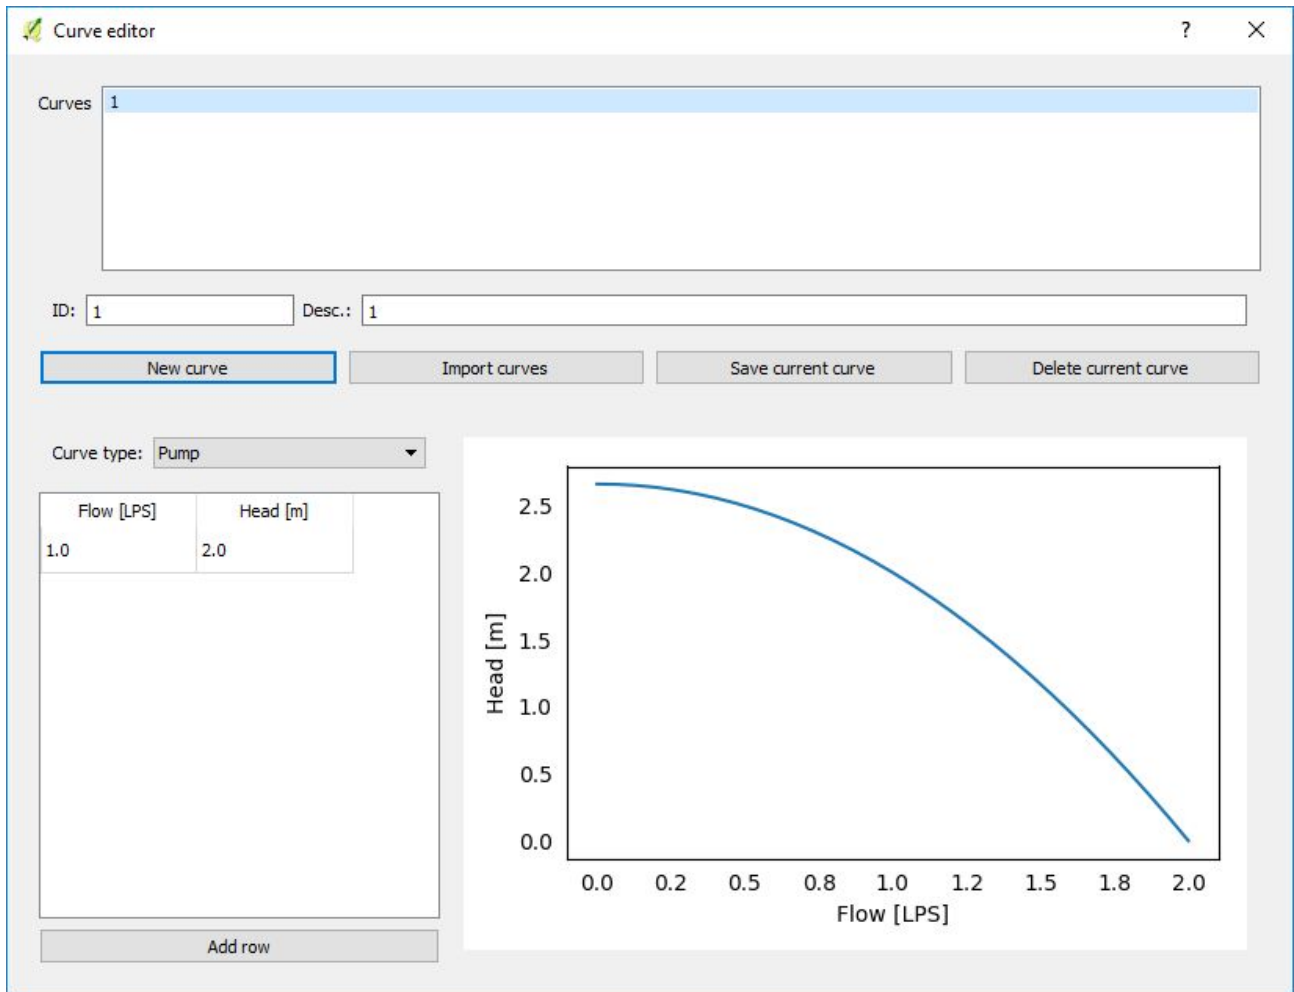 Curve editor
?
Curves
1
ID: 1 Desc.: 1
New curve Import curves Save current curve Delete current curve
Curve type: Pump
Flow [LPS] Head [m]
1.0 2.0
Add row
2.5
2.0
1.5
1.0
0.5
0.0
Head [m]
0.0 0.2 0.5 0.8 1.0 1.2 1.5 1.8 2.0
Flow [LPS]